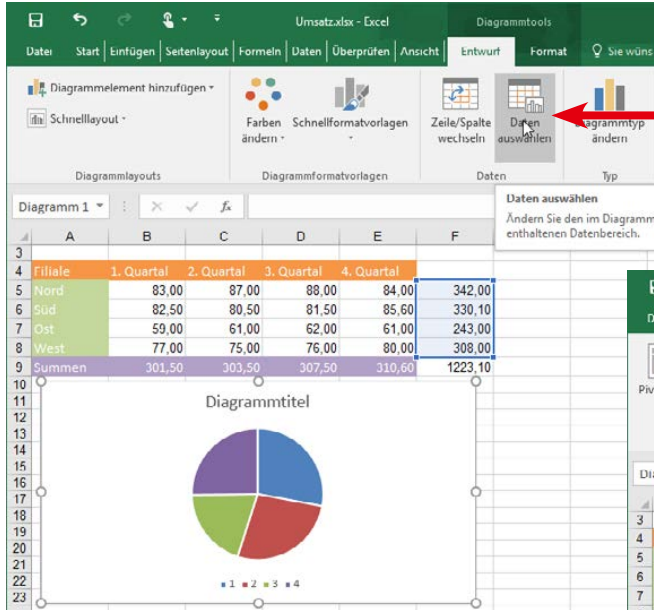 Umsatz.xlsx - Excel Diagrammtools
Datei Start Einfügen Seitenlayout Formeln Daten Überprüfen Ansicht Entwurf Format Sie wüns
Diagrammelement hinzufügen
Schnelllayout
Farben ändern
Schnellformatvorlagen
Zeile/Spalte wechseln
Daten auswählen
Diagrammtyp ändern
Diagrammlayouts Diagrammformatvorlagen Daten Typ
Daten auswählen
Ändern Sie den im Diagramm
enthaltenen Datenbereich.
Diagramm 1 fx
A B C D E F
3
4 Filiale 1. Quartal 2. Quartal 3. Quartal 4. Quartal
5 Nord 83,00 87,00 88,00 84,00 342,00
6 Süd 82,50 80,50 81,50 85,60 330,10
7 Ost 59,00 61,00 62,00 61,00 243,00
8 West 77,00 75,00 76,00 80,00 308,00
9 Summen 301,50 303,50 307,50 310,60 1223,10
10
11 Diagrammtitel
12
13
14
15
16
17
18
19
20
21
22 1 2 3 4
23
Piv
Dia
3
4
5
6
7